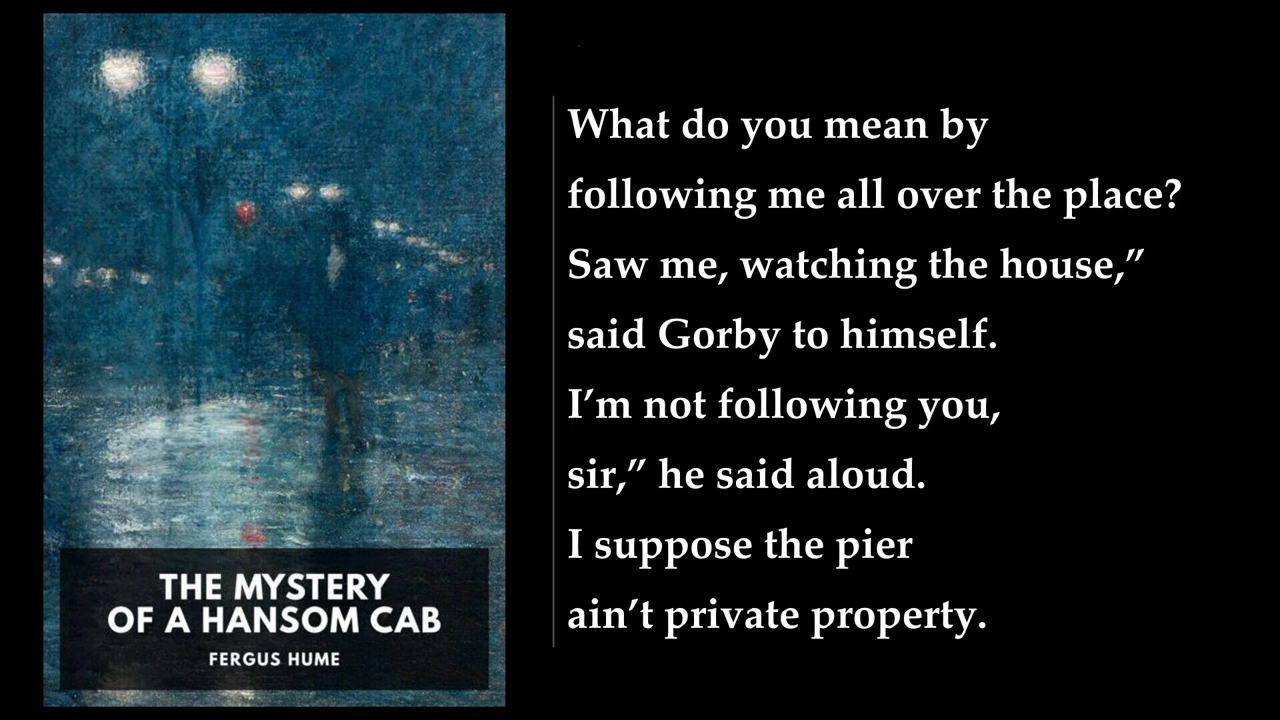 THE MYSTERY
OF A HANSOM CAB
FERGUS HUME
What do you mean by
following me all over the place?
Saw me, watching the house,”
said Gorby to himself.
I’m not following you,
sir,” he said aloud.
I suppose the pier
ain’t private property.